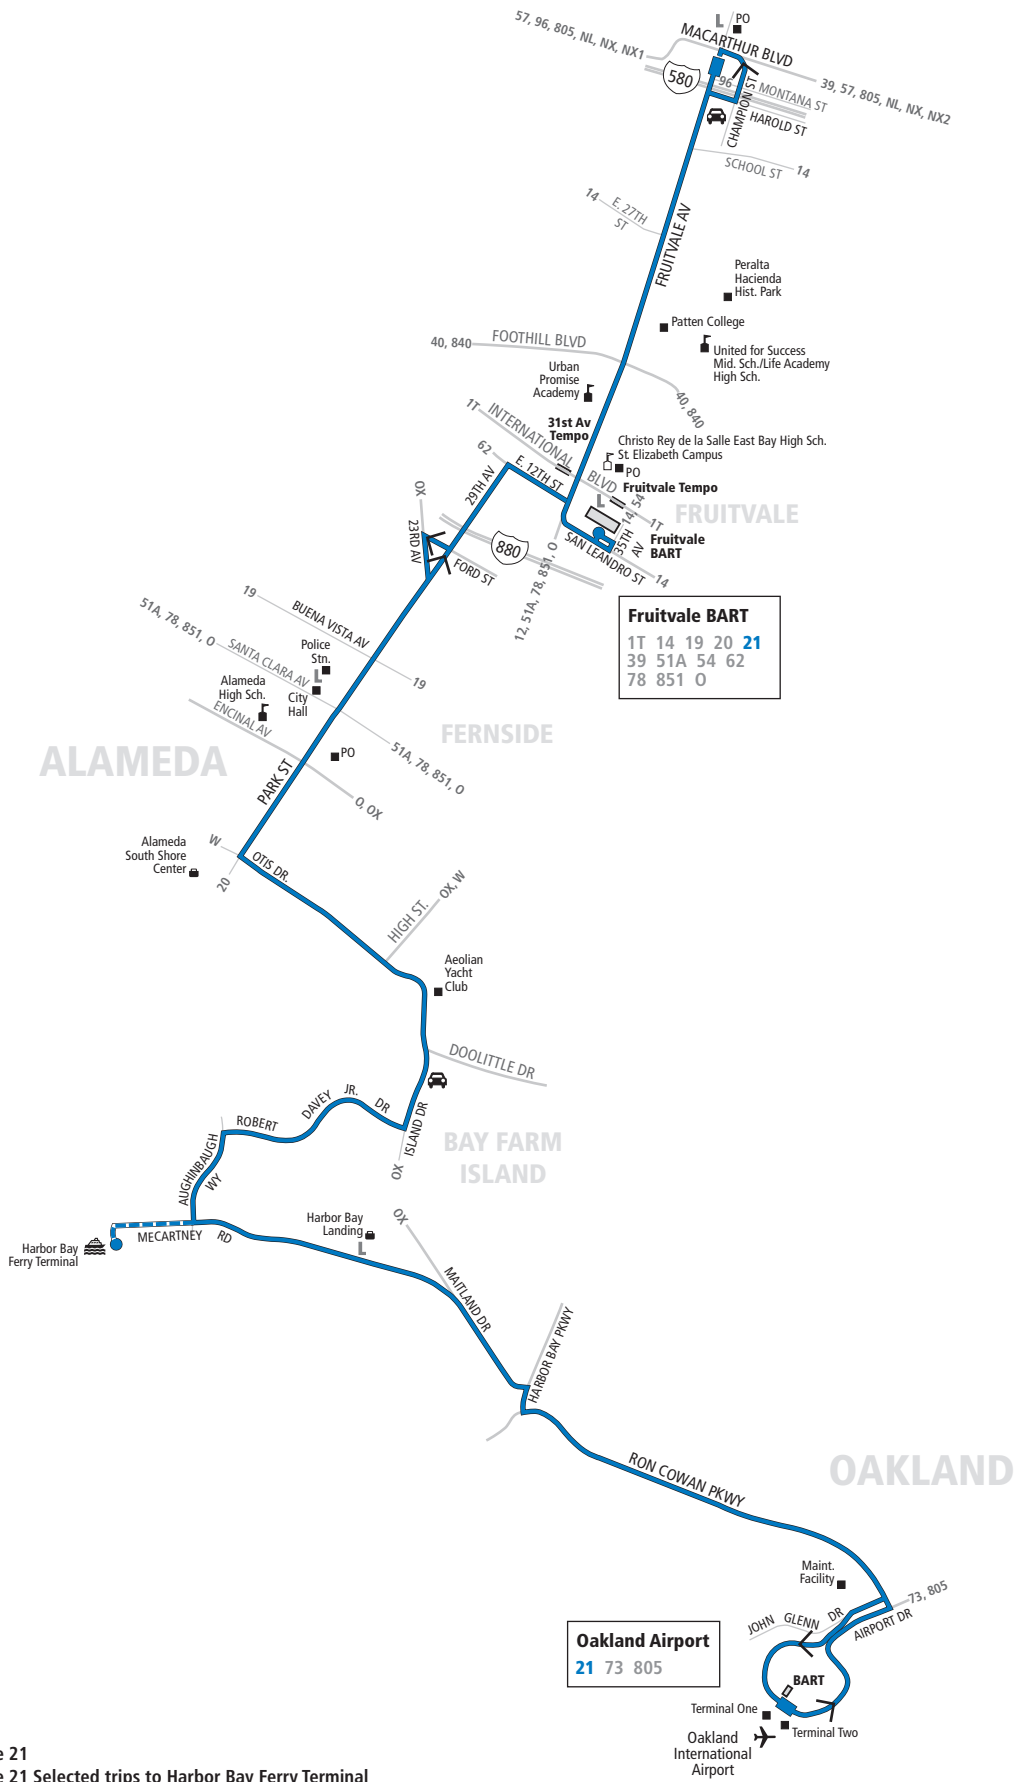 PO
57, 96, 805, NL, NX, NX1
MACARTHUR BLVD
580
96
MONTANA ST
39, 57, 805, NL, NX, NX2
CHAMPION ST
HAROLD ST
SCHOOL ST
14
14
E. 27TH
ST
FRUITVALE AV
Peralta
Hacienda
Hist. Park
Patten College
40, 840
FOOTHILL BLVD
United for Success
Mid. Sch./Life Academy
High Sch.
Urban
Promise
Academy
40, 840
1T
INTERNATIONAL
BLVD
31st Av
Tempo
Christo Rey de la Salle East Bay High Sch.
St. Elizabeth Campus
PO
62
E. 12TH ST
29TH AV
Fruitvale Tempo
L
14, 54
1T
FRUITVALE
OX
23RD AV
880
FORD ST
35TH
AV
Fruitvale
BART
SAN LEANDRO ST
14
12, 51A, 78, 851, O
Fruitvale BART
1T 14 19 20 21
39 51A 54 62
78 851 O
19
BUENA VISTA AV
19
51A, 78, 851, O
SANTA CLARA AV
Police
Stn.
L
City
Hall
Alameda
High Sch.
ENCINAL AV
FERNSIDE
ALAMEDA
PO
51A, 78, 851, O
PARK ST
O, OX
Alameda
South Shore
Center
W
20
OTIS DR.
HIGH ST.
OX, W
Aeolian
Yacht
Club
DOOLITTLE DR
ROBERT
DAVEY
JR.
DR
ISLAND DR
OX
BAY FARM
ISLAND
AUGHINBAUGH
WY
Harbor Bay
Ferry Terminal
MECARTNEY
RD
Harbor Bay
Landing
L
OX
MAITLAND DR
HARBOR BAY PKWY
RON COWAN PKWY
OAKLAND
Maint.
Facility
73, 805
JOHN
GLENN
DR
AIRPORT DR
Oakland Airport
21 73 805
BART
Terminal One
Terminal Two
Oakland
International
Airport
e 21
e 21 Selected trips to Harbor Bay Ferry Terminal